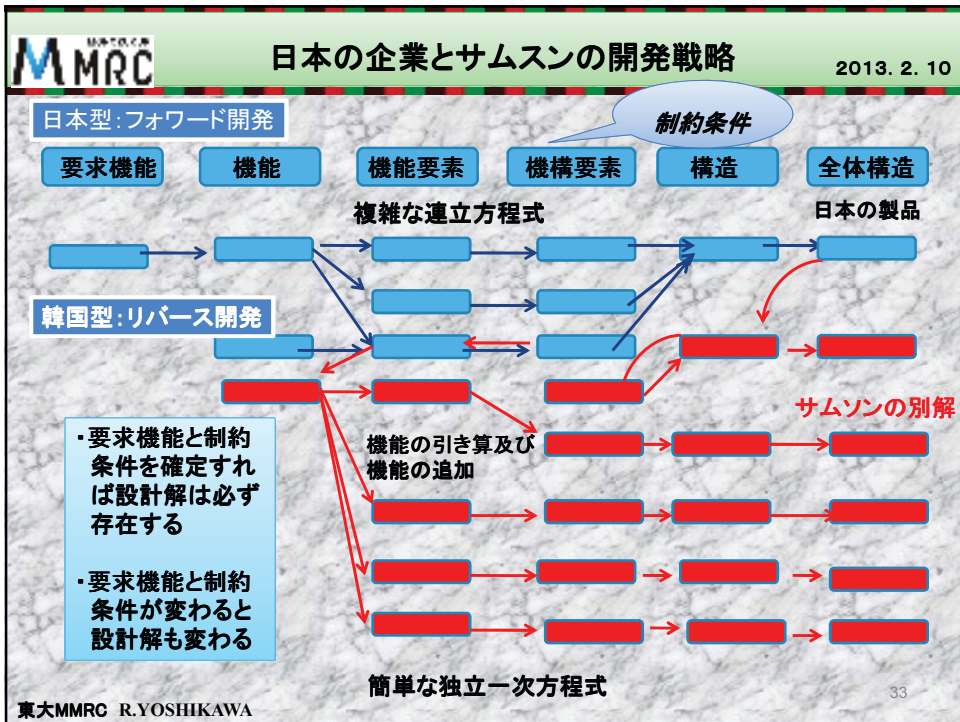 MMRC
日本の企業とサムスンの開発戦略
2013. 2. 10
日本型：フォワード開発
制約条件
要求機能
機能
機能要素
機構要素
構造
全体構造
複雑な連立方程式
日本の製品
韓国型：リバース開発
サムソンの別解
・要求機能と制約
条件を確定すれ
ば設計解は必ず
存在する
・要求機能と制約
条件が変わると
設計解も変わる
機能の引き算及び
機能の追加
簡単な独立一次方程式
33
東大MMRC R.YOSHIKAWA